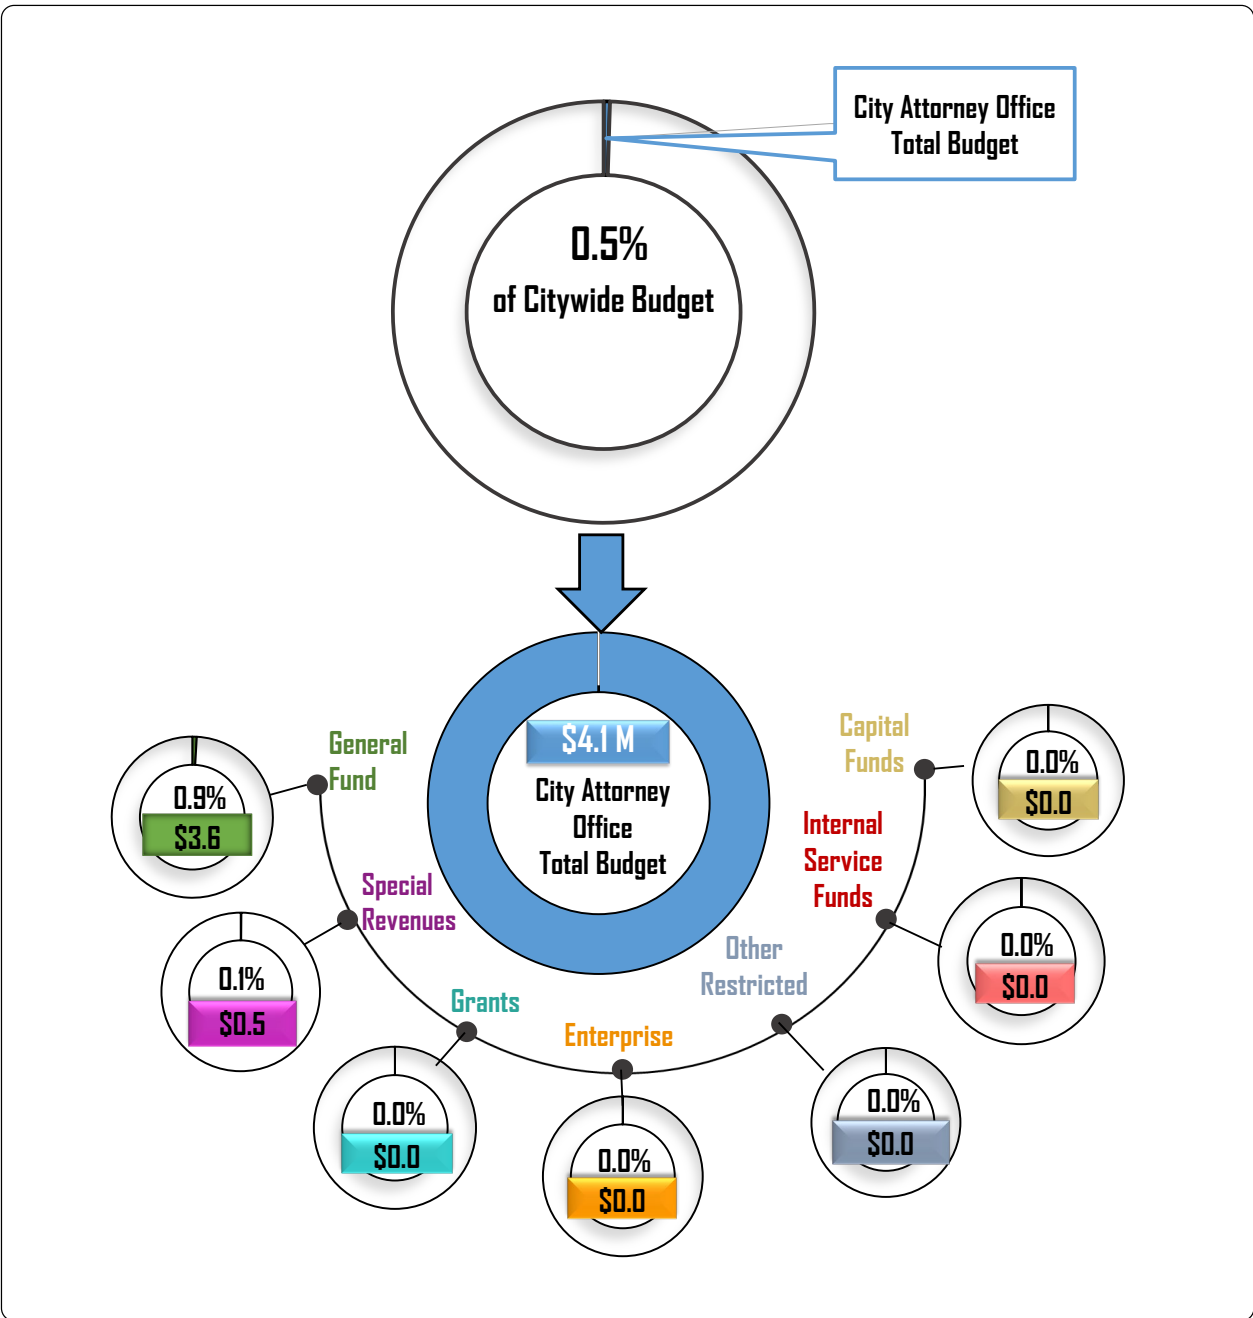 City Attorney Office
Total Budget
0.5%
of Citywide Budget
$4.1 M
City Attorney
Office
Total Budget
General
Fund
0.9%
$3.6
Special
Revenues
0.1%
$0.5
Grants
0.0%
$0.0
Enterprise
0.0%
$0.0
Other
Restricted
0.0%
$0.0
Internal
Service
Funds
0.0%
$0.0
Capital
Funds
0.0%
$0.0